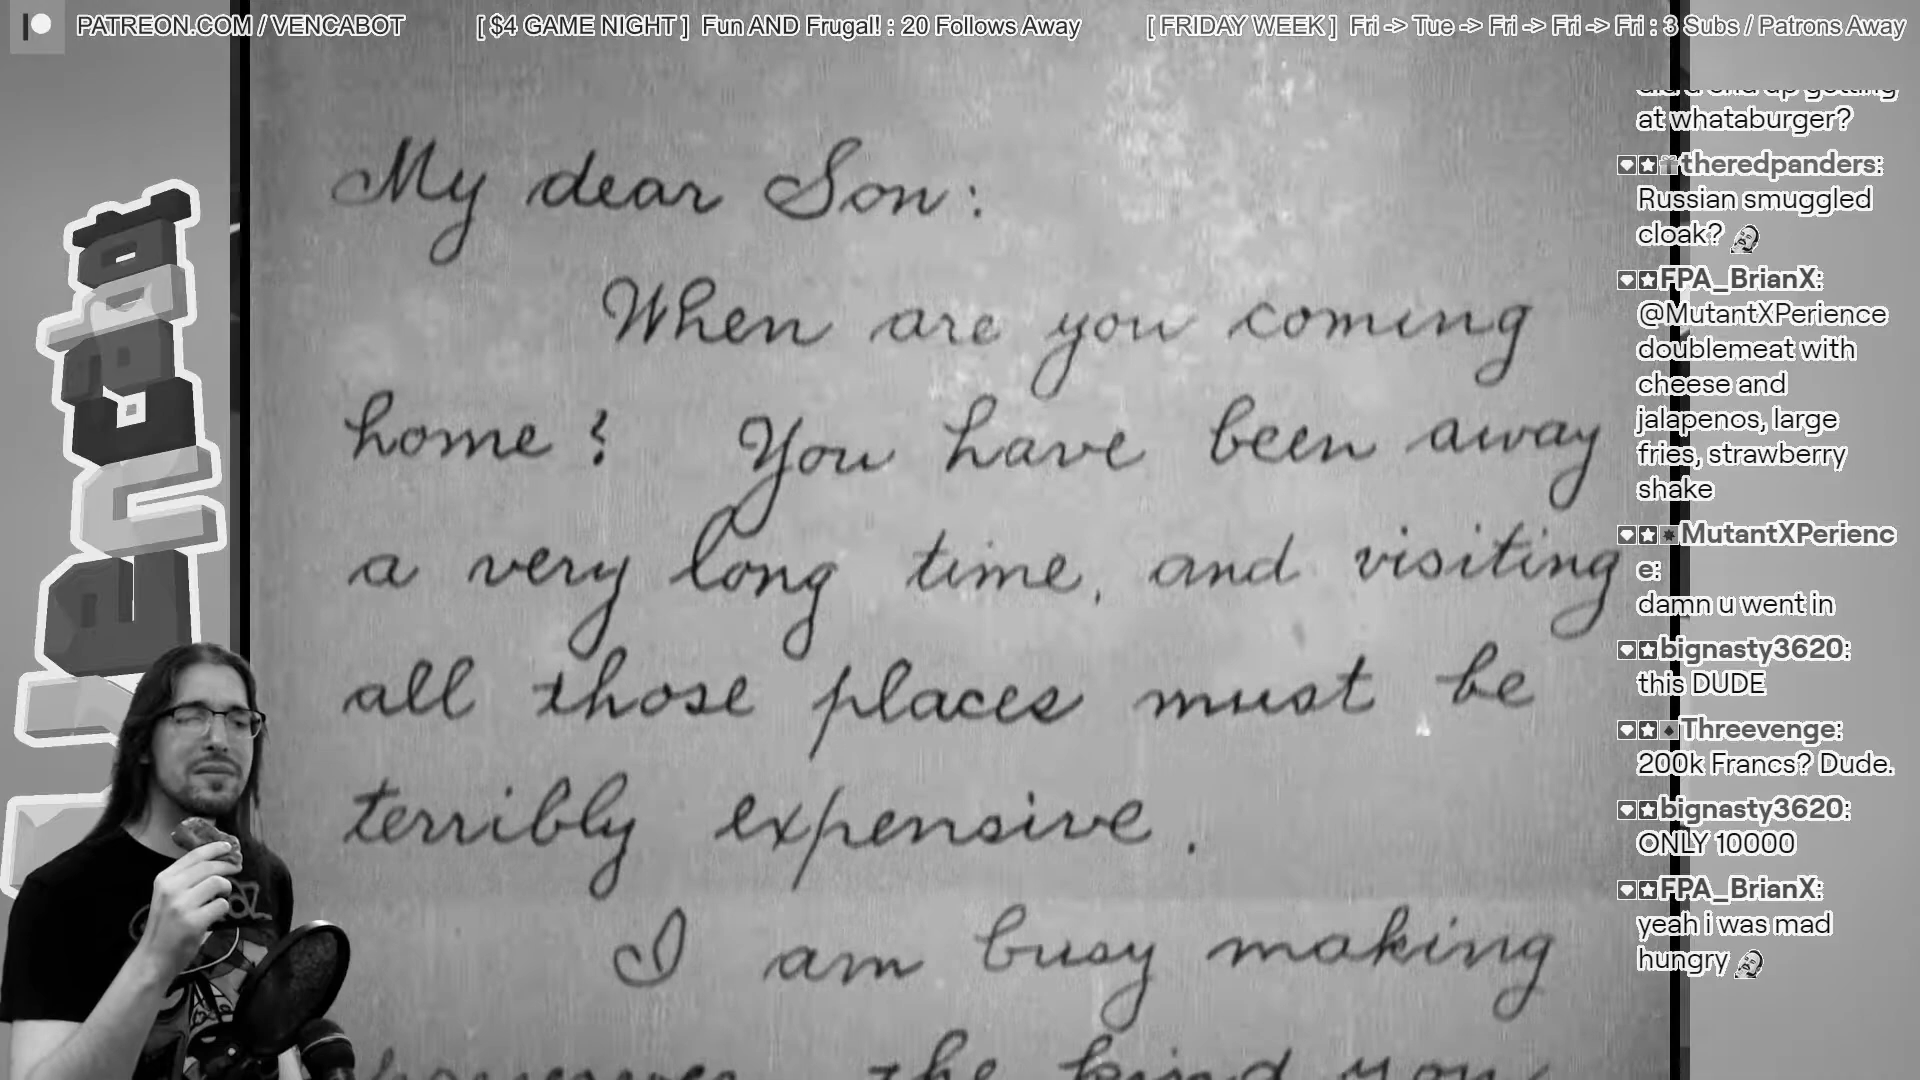 PATREON.COM / VENCABOT
[ $4 GAME NIGHT ] Fun AND Frugal! : 20 Follows Away
[ FRIDAY WEEK ] Fri -> Tue -> Fri -> Fri -> Fri : 3 Subs / Patrons Away
My dear Son:
When are you coming
home? You have been away
a very long time, and visiting
all those places must be
terribly expensive.
I am busy making
the kind you
at whataburger?
theredpanders:
Russian smuggled
cloak?
FPA_BrianX:
@MutantXPerience
doublemeat with
cheese and
jalapenos, large
fries, strawberry
shake
MutantXPerienc
e:
damn u went in
bignasty3620:
this DUDE
Threevenge:
200k Francs? Dude.
bignasty3620:
ONLY 10000
FPA_BrianX:
yeah i was mad
hungry